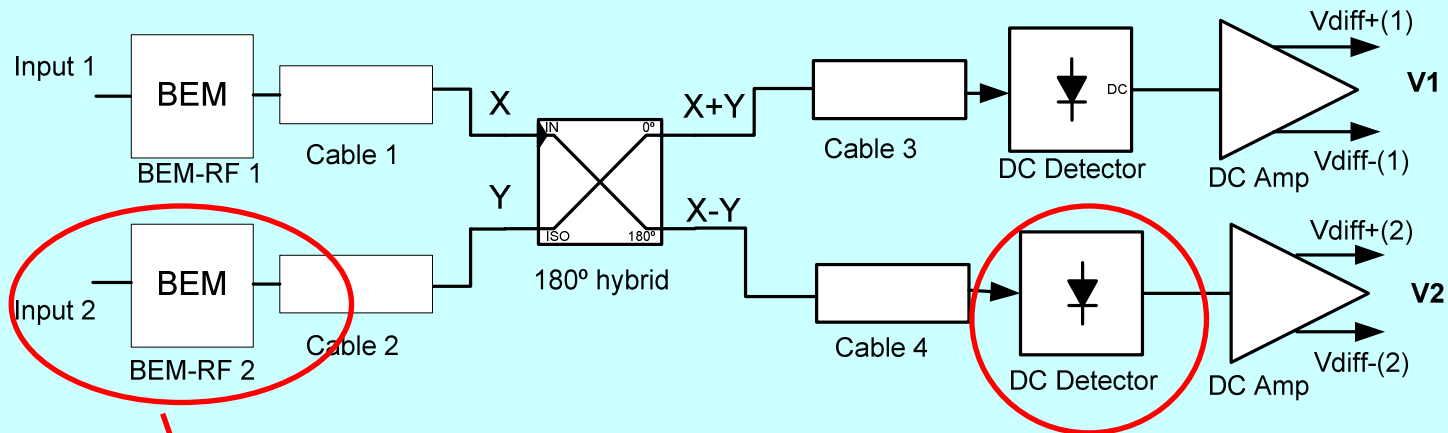 Input 1
BEM
BEM-RF 1
Cable 1
X
IN
0º
X+Y
Cable 3
DC
DC Detector
DC Amp
Vdiff+(1)
V1
Vdiff-(1)
Input 2
BEM
BEM-RF 2
Cable 2
Y
ISO
180º
180º hybrid
X-Y
Cable 4
DC Detector
DC Amp
Vdiff+(2)
V2
Vdiff-(2)